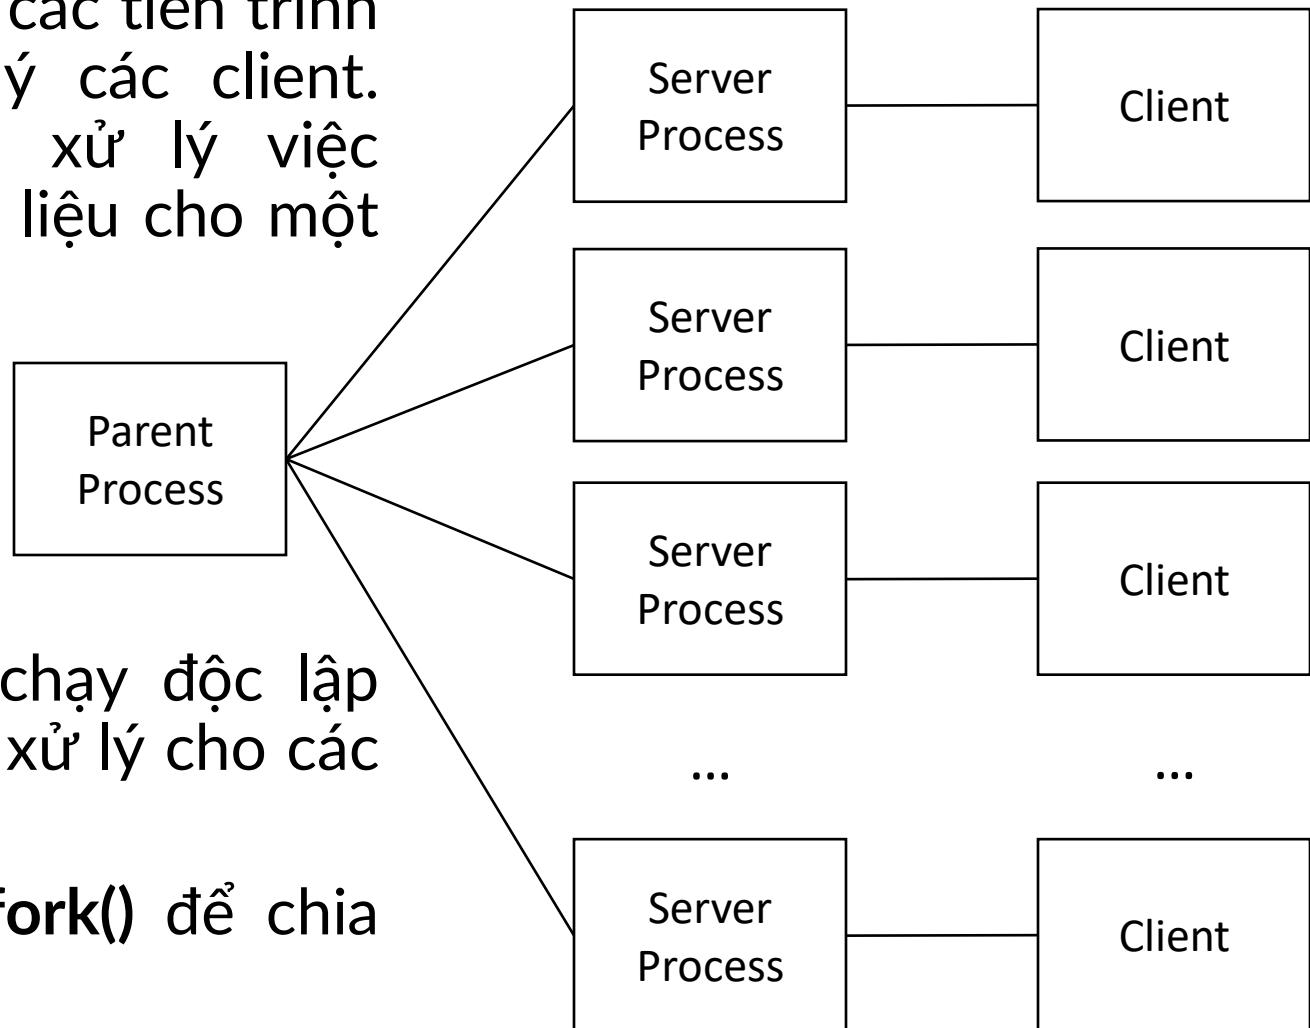 các tiến trình
ý các client.
xử lý việc
liệu cho một
Parent
Process
chạy độc lập
xử lý cho các
fork() để chia
Server
Process
Client
Server
Process
Client
Server
Process
Client
...
...
Server
Process
Client